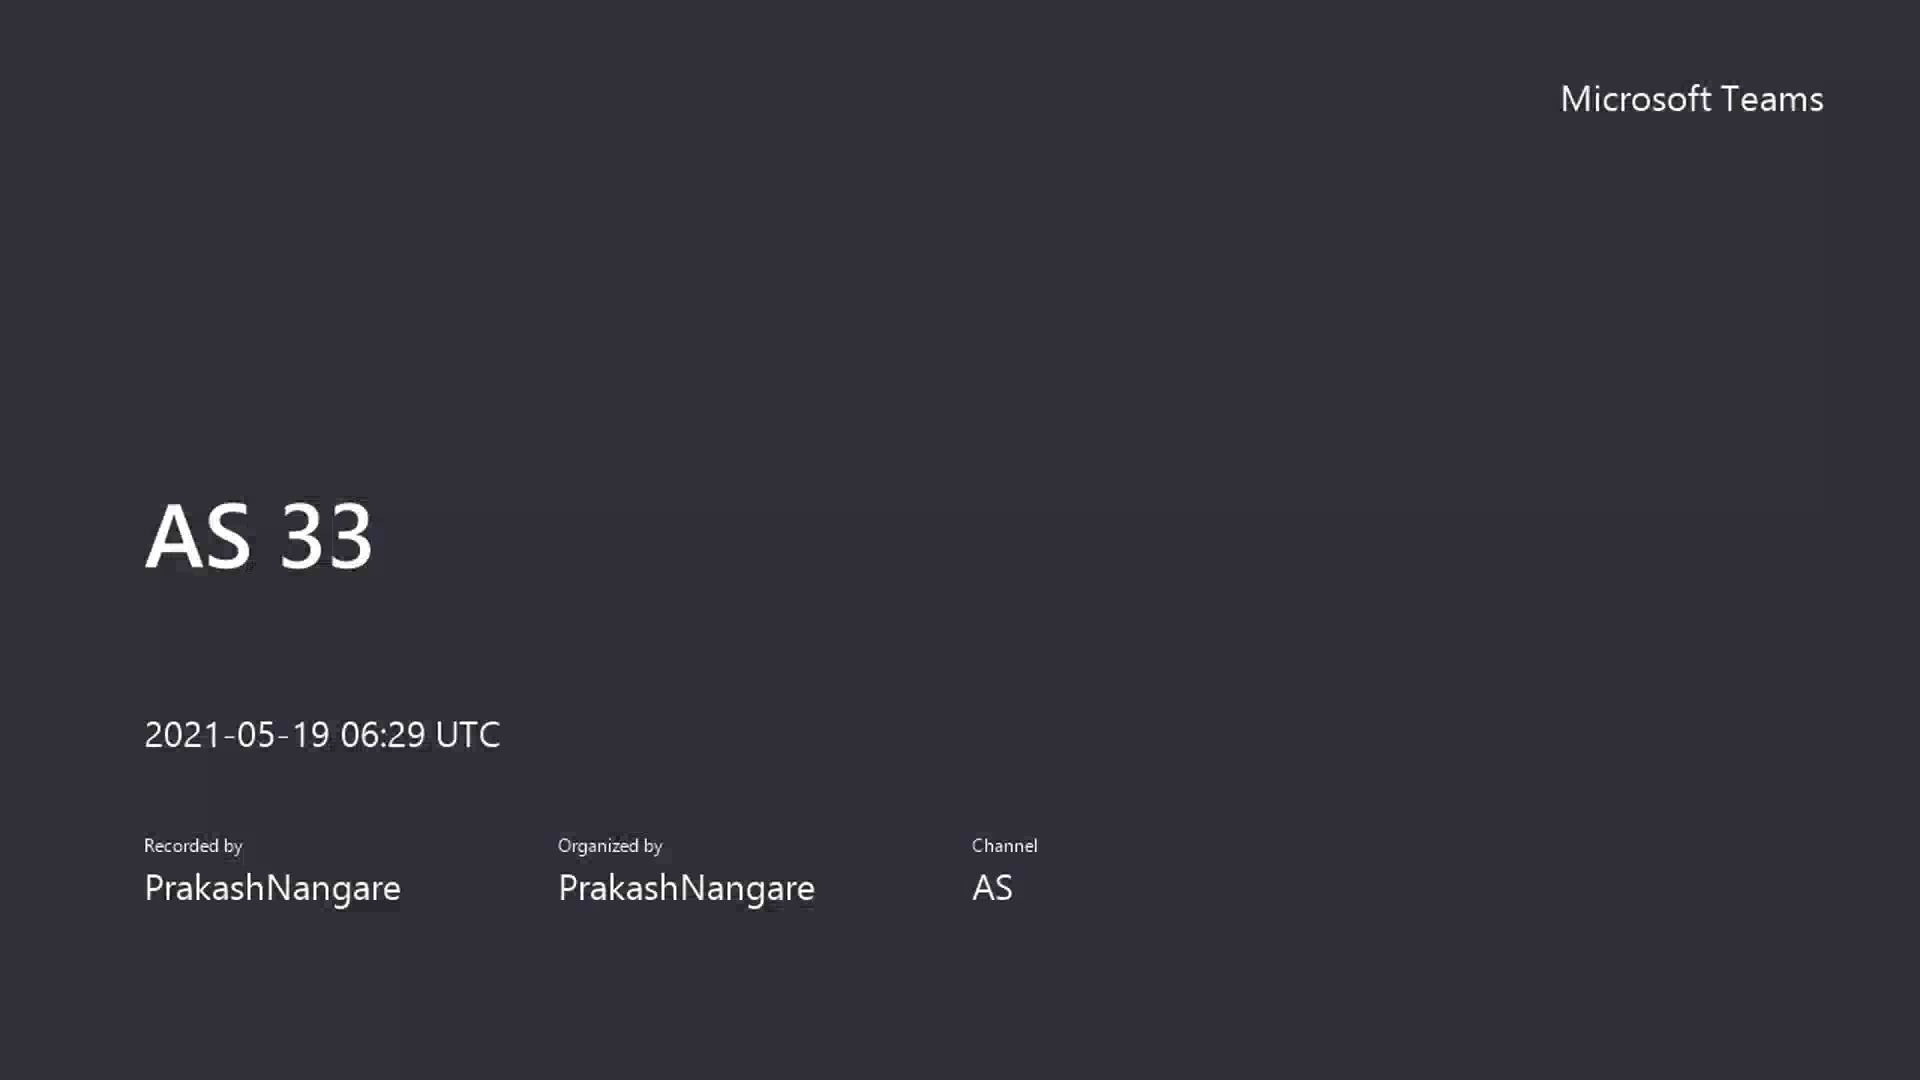 Microsoft Teams
AS 33
2021-05-19 06:29 UTC
Recorded by
PrakashNangare
Organized by
PrakashNangare
Channel
AS